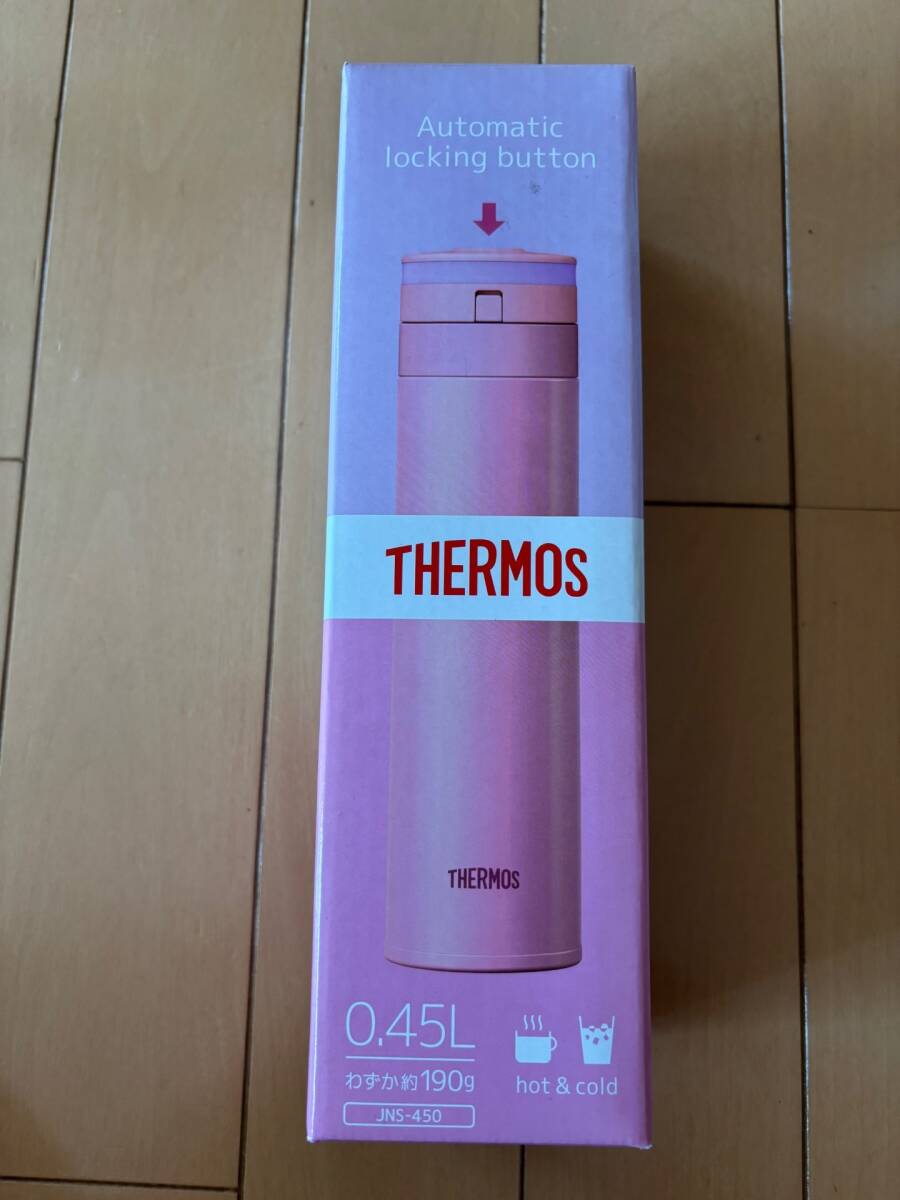 Automatic
locking button
THERMOS
THERMOS
0.45L
わずか約190g
JNS-450
hot & cold